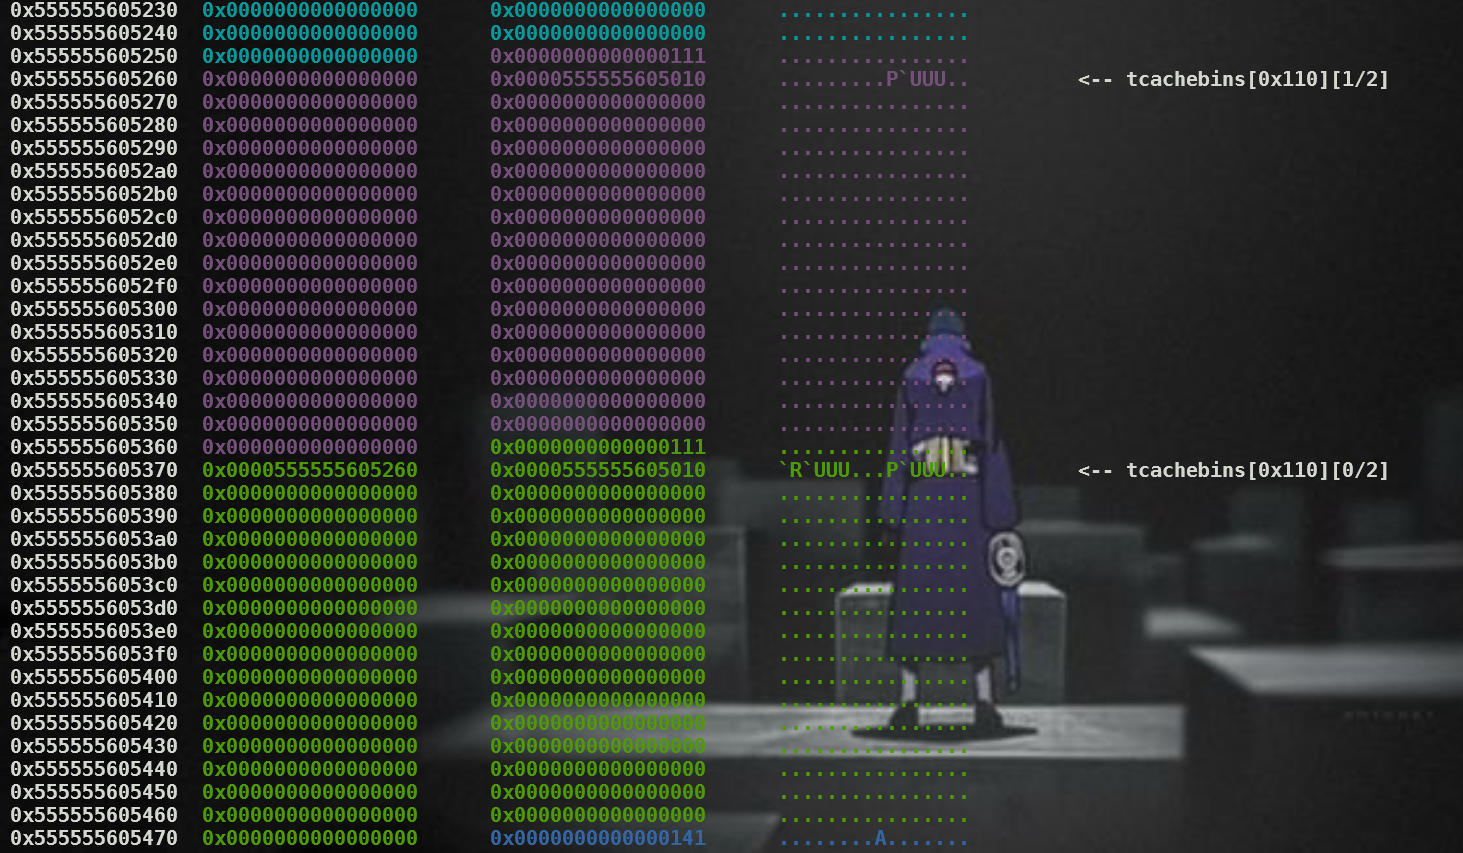 0x555555605230 0x0000000000000000 0x0000000000000000 ................
0x555555605240 0x0000000000000000 0x0000000000000000 ................
0x555555605250 0x0000000000000000 0x0000000000000111 ................
0x555555605260 0x0000000000000000 0x0000555555605010 .........P`UUU.. <-- tcachebins[0x110][1/2]
0x555555605270 0x0000000000000000 0x0000000000000000 ................
0x555555605280 0x0000000000000000 0x0000000000000000 ................
0x555555605290 0x0000000000000000 0x0000000000000000 ................
0x5555556052a0 0x0000000000000000 0x0000000000000000 ................
0x5555556052b0 0x0000000000000000 0x0000000000000000 ................
0x5555556052c0 0x0000000000000000 0x0000000000000000 ................
0x5555556052d0 0x0000000000000000 0x0000000000000000 ................
0x5555556052e0 0x0000000000000000 0x0000000000000000 ................
0x5555556052f0 0x0000000000000000 0x0000000000000000 ................
0x555555605300 0x0000000000000000 0x0000000000000000 ................
0x555555605310 0x0000000000000000 0x0000000000000000 ................
0x555555605320 0x0000000000000000 0x0000000000000000 ................
0x555555605330 0x0000000000000000 0x0000000000000000 ................
0x555555605340 0x0000000000000000 0x0000000000000000 ................
0x555555605350 0x0000000000000000 0x0000000000000000 ................
0x555555605360 0x0000000000000000 0x0000000000000111 ................
0x555555605370 0x0000555555605260 0x0000555555605010 `R`UUU...P`UUU.. <-- tcachebins[0x110][0/2]
0x555555605380 0x0000000000000000 0x0000000000000000 ................
0x555555605390 0x0000000000000000 0x0000000000000000 ................
0x5555556053a0 0x0000000000000000 0x0000000000000000 ................
0x5555556053b0 0x0000000000000000 0x0000000000000000 ................
0x5555556053c0 0x0000000000000000 0x0000000000000000 ................
0x5555556053d0 0x0000000000000000 0x0000000000000000 ................
0x5555556053e0 0x0000000000000000 0x0000000000000000 ................
0x5555556053f0 0x0000000000000000 0x0000000000000000 ................
0x555555605400 0x0000000000000000 0x0000000000000000 ................
0x555555605410 0x0000000000000000 0x0000000000000000 ................
0x555555605420 0x0000000000000000 0x0000000000000000 ................
0x555555605430 0x0000000000000000 0x0000000000000000 ................
0x555555605440 0x0000000000000000 0x0000000000000000 ................
0x555555605450 0x0000000000000000 0x0000000000000000 ................
0x555555605460 0x0000000000000000 0x0000000000000000 ................
0x555555605470 0x0000000000000000 0x0000000000000141 ........A.......